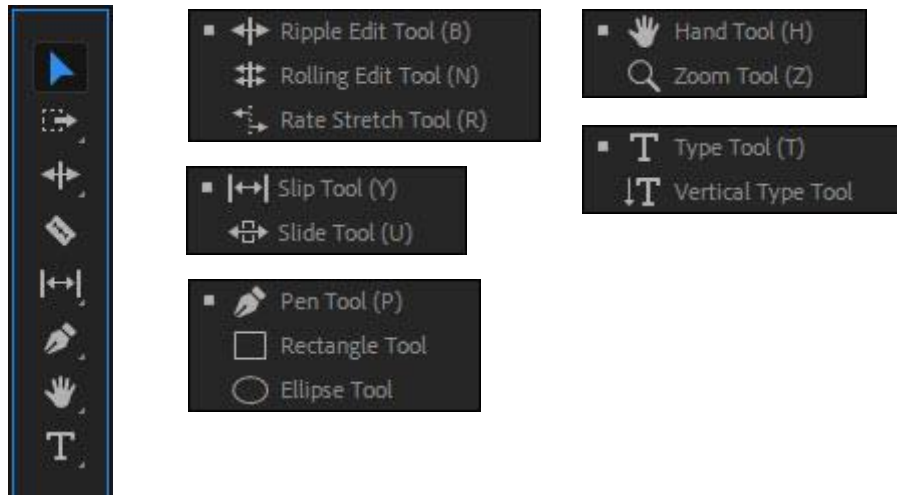 Ripple Edit Tool (B)
Rolling Edit Tool (N)
Rate Stretch Tool (R)
Slip Tool (Y)
Slide Tool (U)
Pen Tool (P)
Rectangle Tool
Ellipse Tool
Hand Tool (H)
Zoom Tool (Z)
Type Tool (T)
Vertical Type Tool